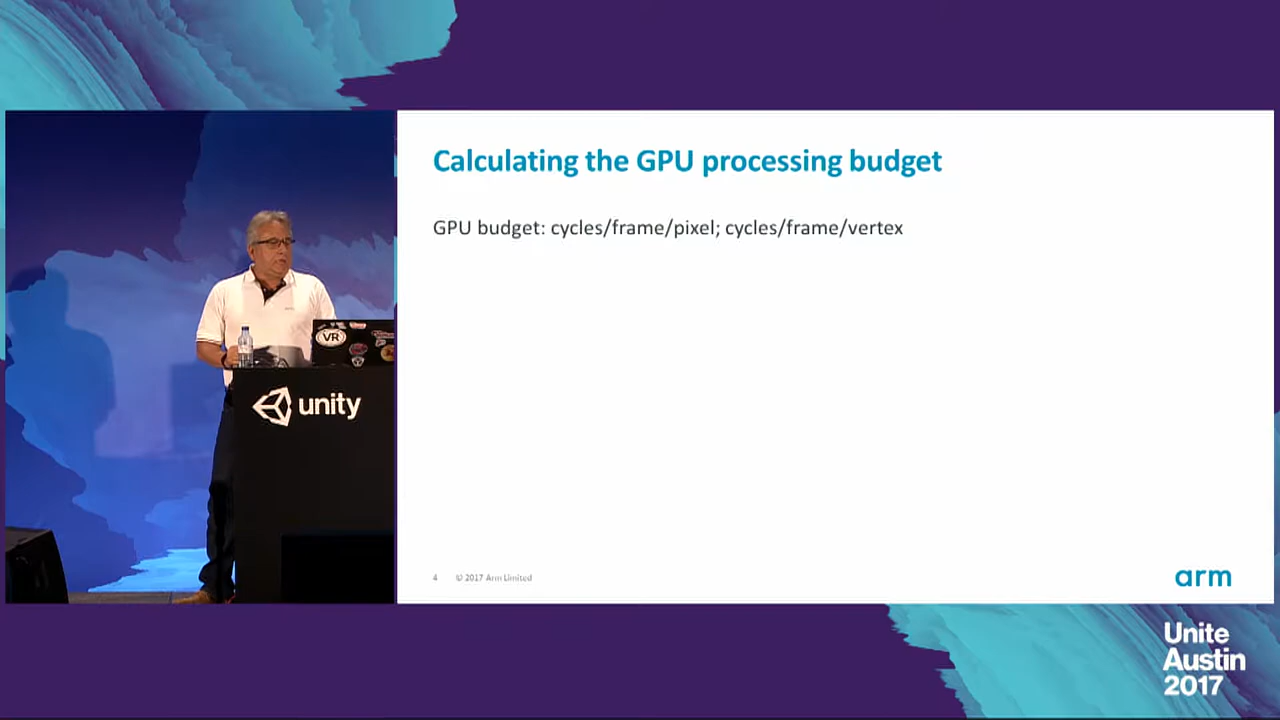 Calculating the GPU processing budget
GPU budget: cycles/frame/pixel; cycles/frame/vertex
VR
unity
4 © 2017 Arm Limited
arm
Unite
Austin
2017